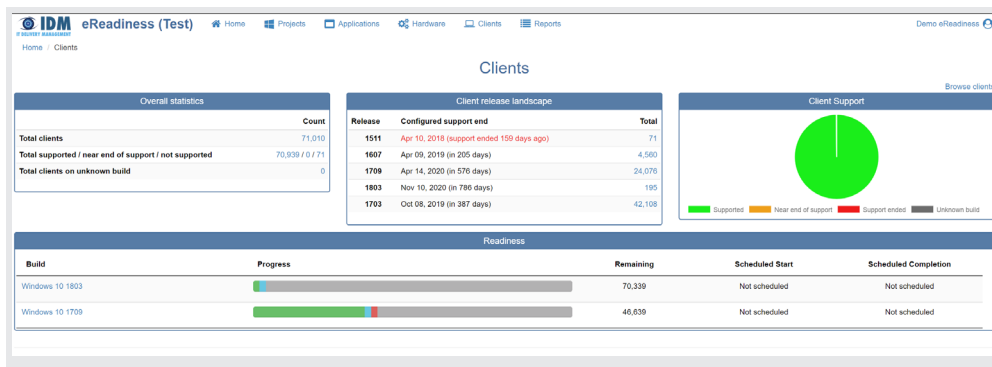 IDM
IT DELIVERY MANAGEMENT
eReadiness (Test)
Home
Projects
Applications
Hardware
Clients
Reports
Demo eReadiness
Home / Clients
Clients
Browse clients
Overall statistics
Count
Total clients 71,010
Total supported / near end of support / not supported 70,939 / 0 / 71
Total clients on unknown build 0
Client release landscape
Release Configured support end Total
1511 Apr 10, 2018 (support ended 159 days ago) 71
1607 Apr 09, 2019 (in 205 days) 4,560
1709 Apr 14, 2020 (in 576 days) 24,076
1803 Nov 10, 2020 (in 786 days) 195
1703 Oct 08, 2019 (in 387 days) 42,108
Client Support
Supported Near end of support Support ended Unknown build
Readiness
Build Progress Remaining Scheduled Start Scheduled Completion
Windows 10 1803 70,339 Not scheduled Not scheduled
Windows 10 1709 46,639 Not scheduled Not scheduled